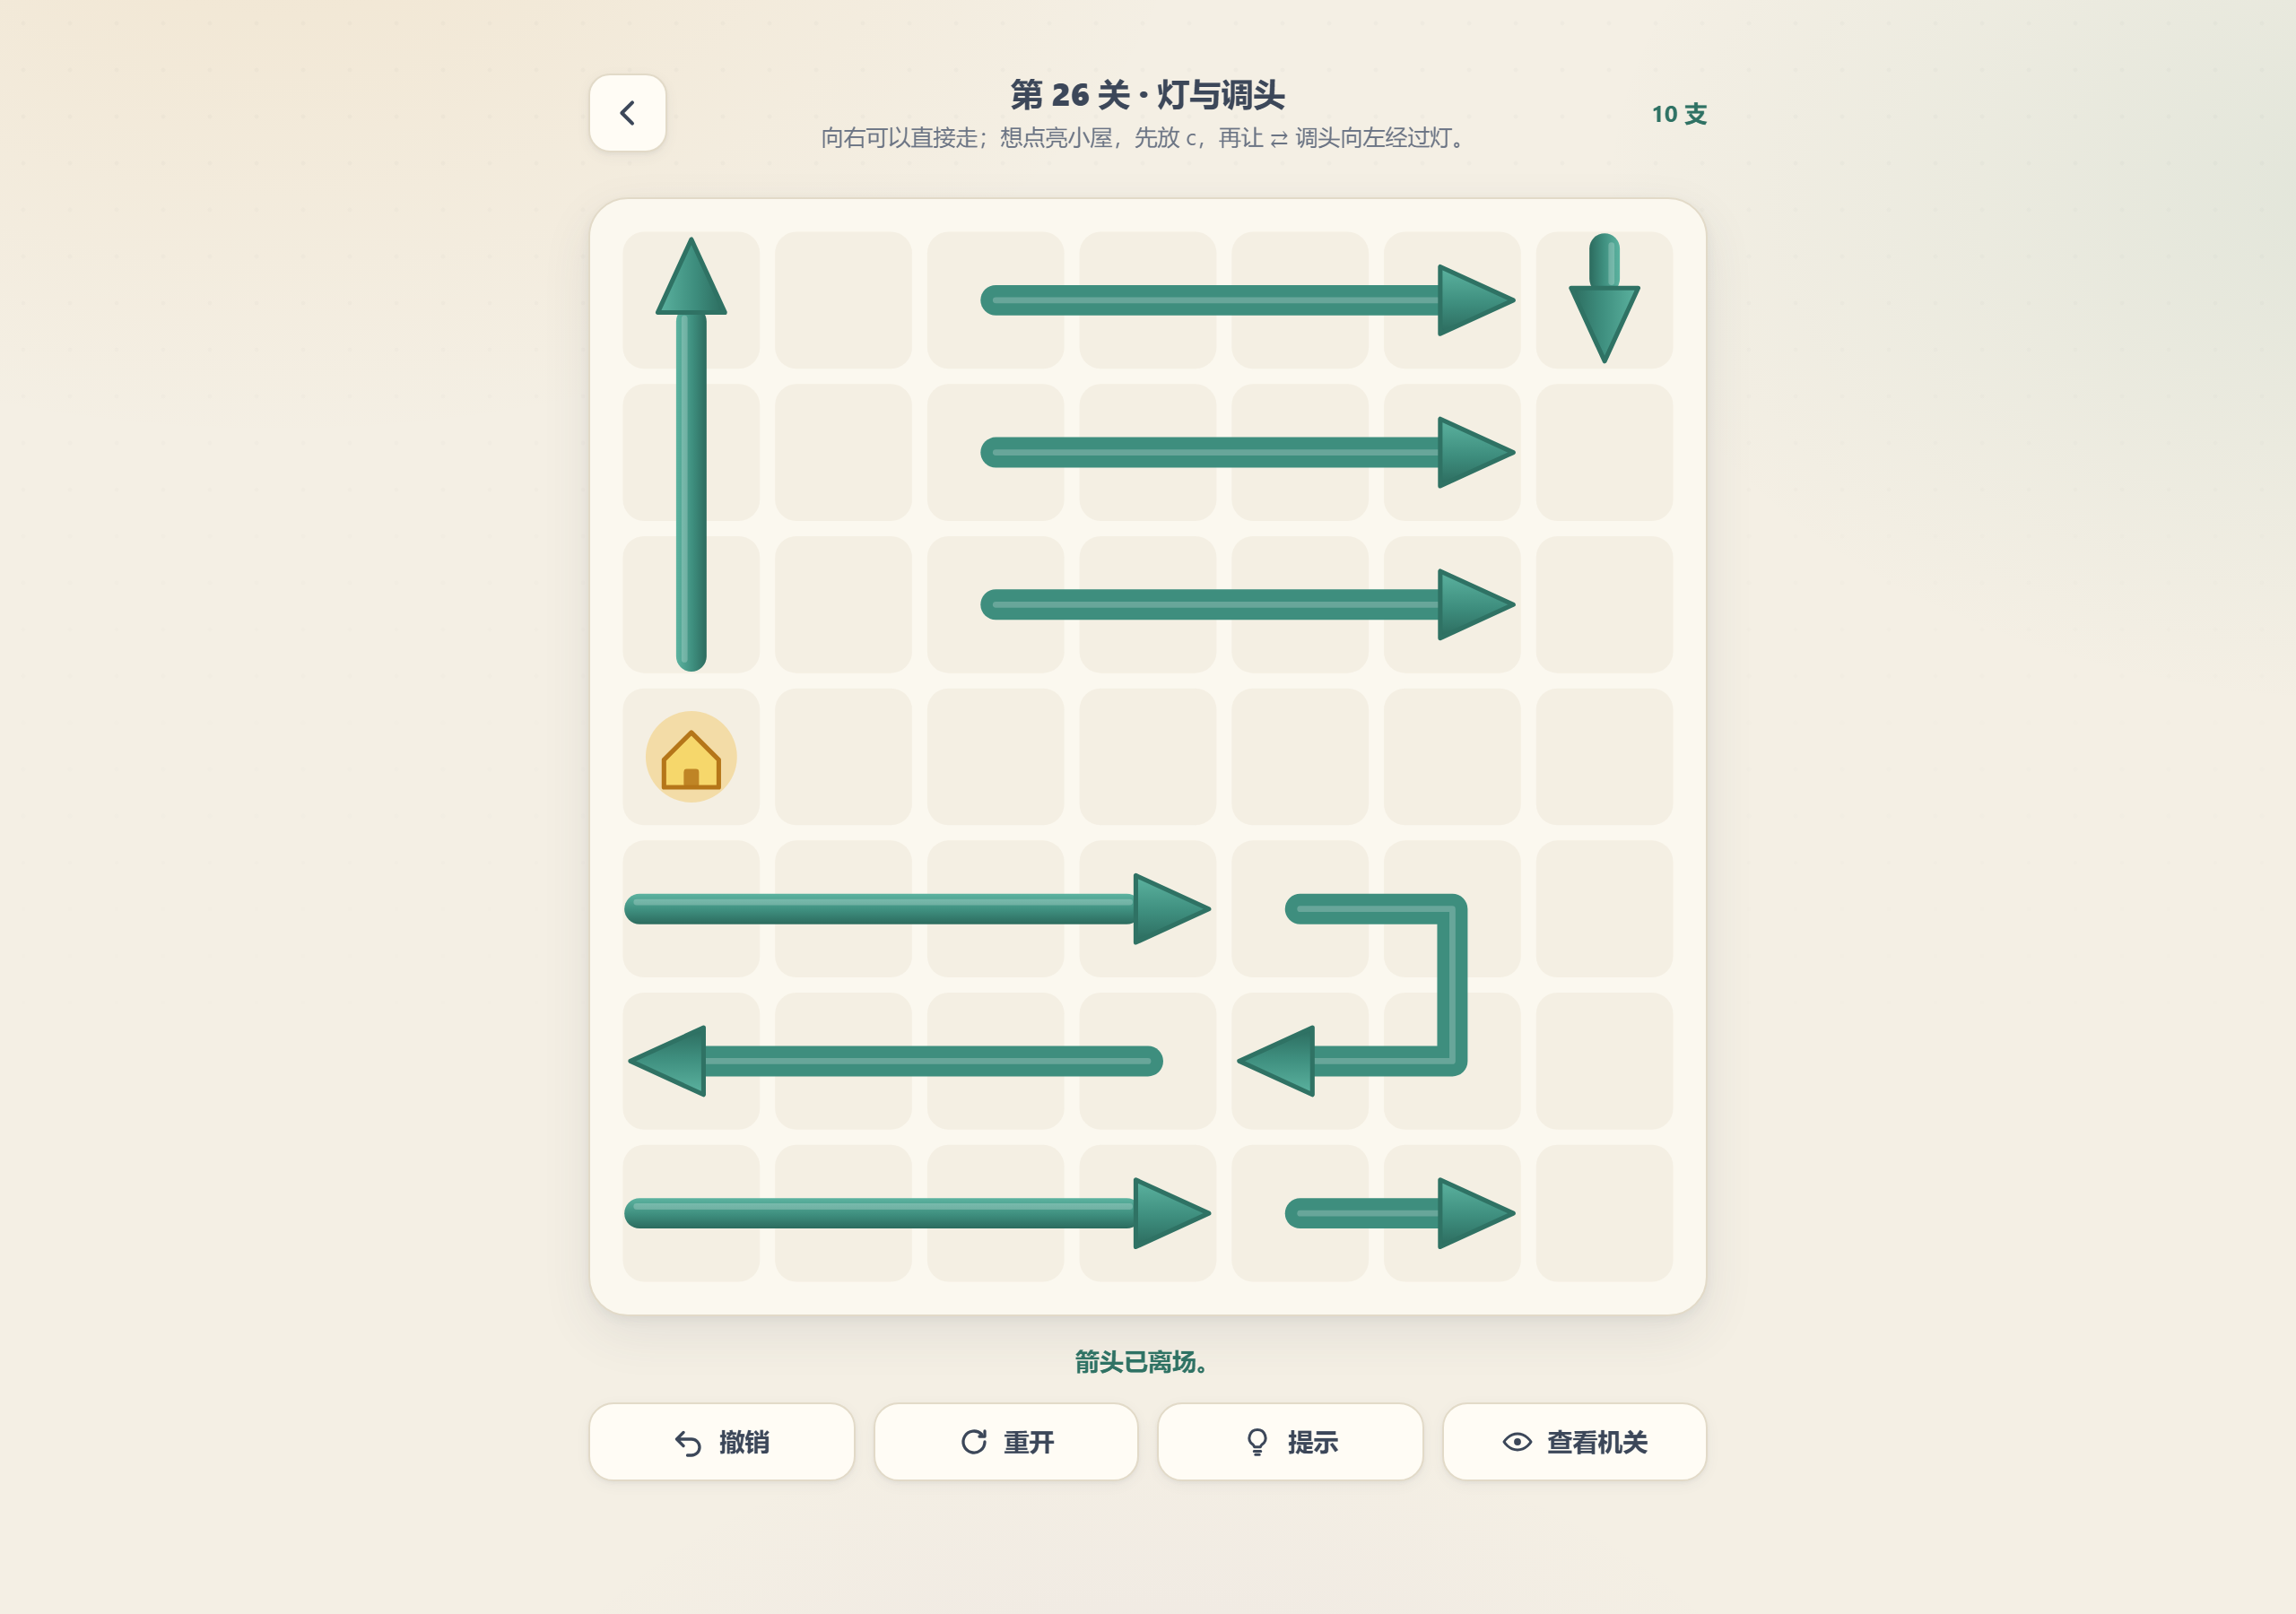 第 26 关 · 灯与调头
向右可以直接走；想点亮小屋，先放 c，再让 ⇄ 调头向左经过灯。
10 支
箭头已离场。
撤销
重开
提示
查看机关